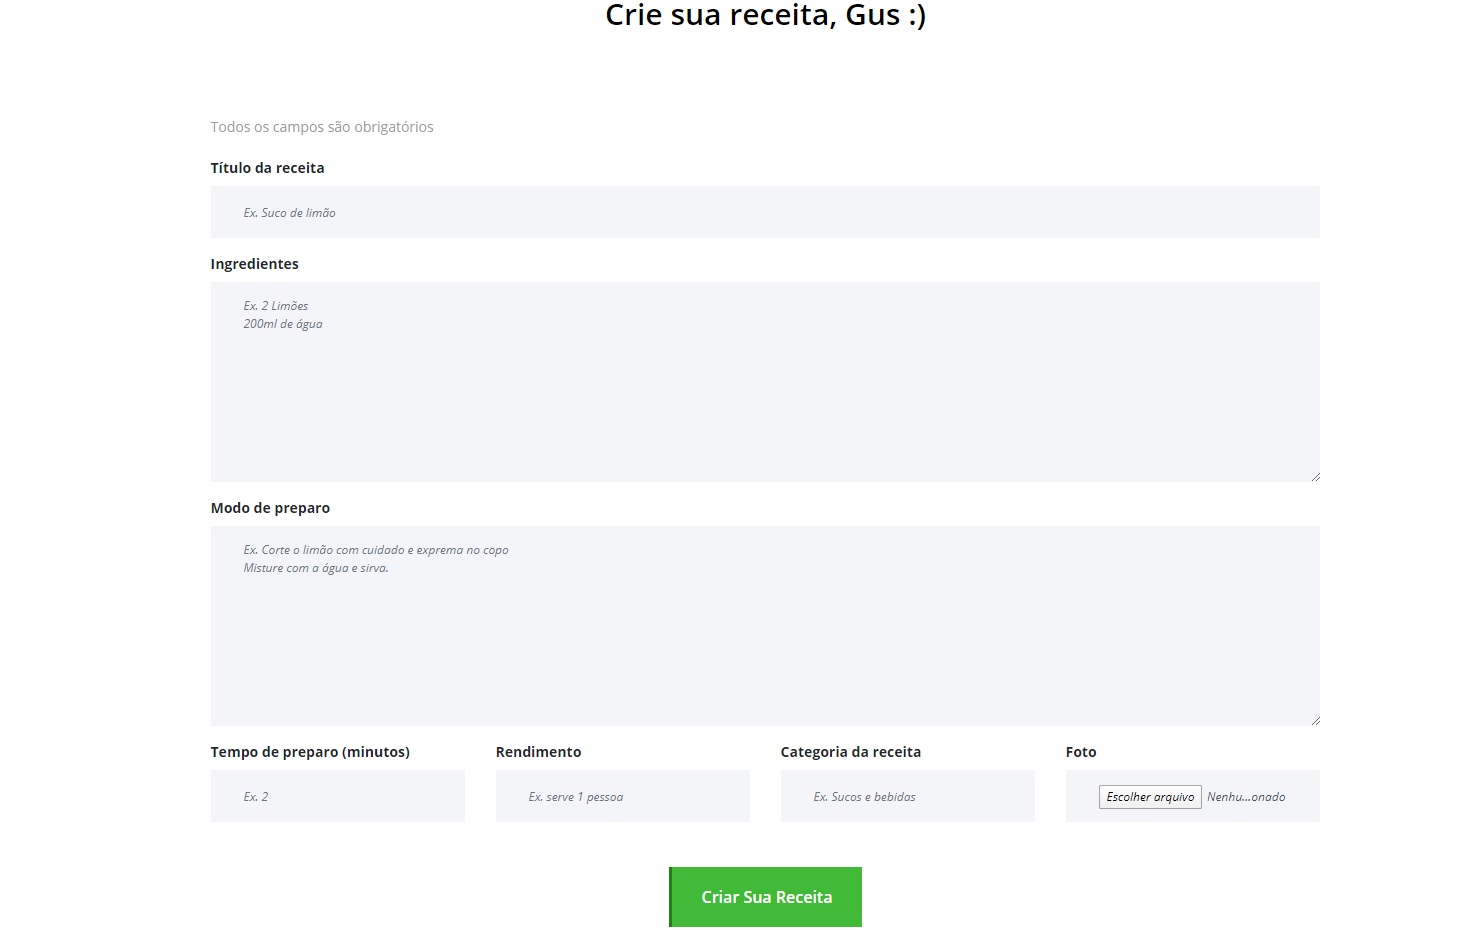 Crie sua receita, Gus :)
Todos os campos são obrigatórios
Título da receita
Ex. Suco de limão
Ingredientes
Ex. 2 Limões
200ml de água
Modo de preparo
Ex. Corte o limão com cuidado e exprema no copo
Misture com a água e sirva.
Tempo de preparo (minutos)
Rendimento
Categoria da receita
Foto
Ex. 2
Ex. serve 1 pessoa
Ex. Sucos e bebidas
Escolher arquivo Nenhu...onado
Criar Sua Receita